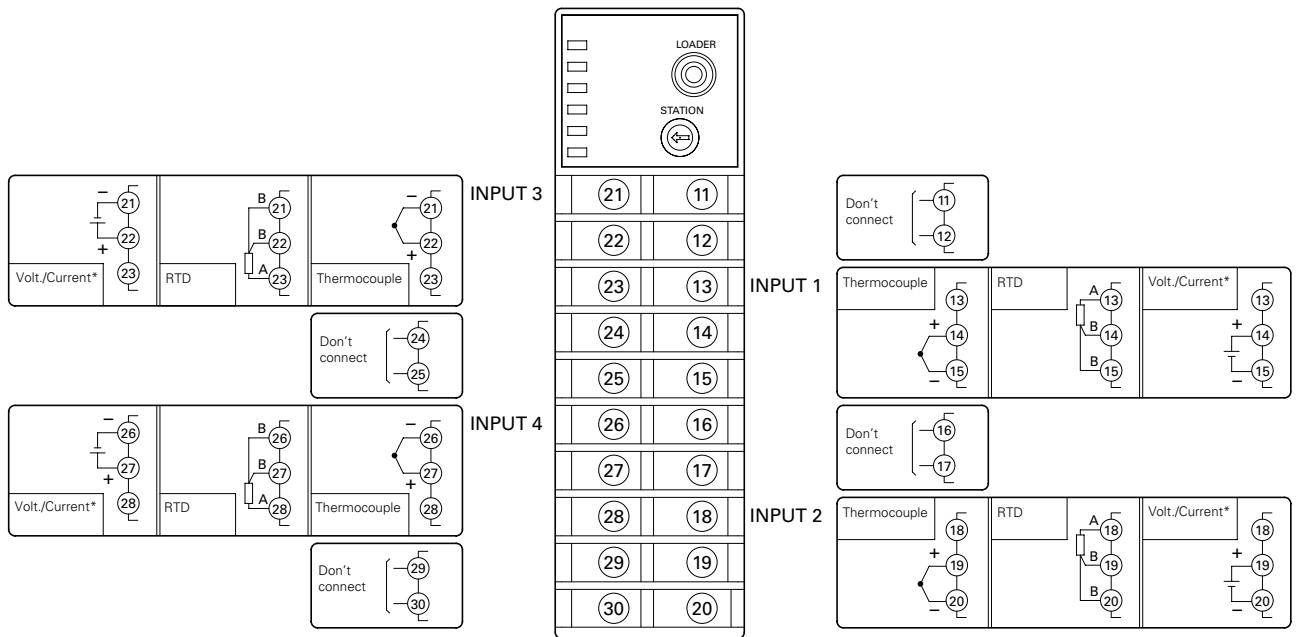 LOADER
STATION
INPUT 3
− 21
22 +
23
Volt./Current*
B 21
B 22
A 23
RTD
− 21
22 +
23
Thermocouple
Don't
connect
24
25
INPUT 4
− 26
27 +
28
Volt./Current*
B 26
B 27
A 28
RTD
− 26
27 +
28
Thermocouple
Don't
connect
29
30
21 11
22 12
23 13
24 14
25 15
26 16
27 17
28 18
29 19
30 20
Don't
connect
11
12
INPUT 1
Thermocouple
13
+ 14
− 15
RTD
A 13
B 14
B 15
Volt./Current*
13
+ 14
− 15
Don't
connect
16
17
INPUT 2
Thermocouple
18
+ 19
− 20
RTD
A 18
B 19
B 20
Volt./Current*
18
+ 19
− 20